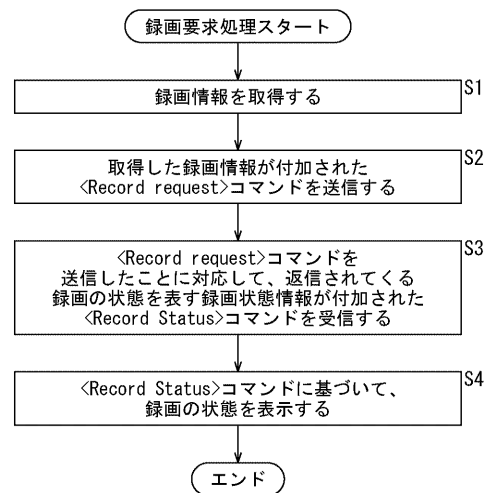 録画要求処理スタート
S1
録画情報を取得する
S2
取得した録画情報が付加された
<Record request>コマンドを送信する
S3
<Record request>コマンドを
送信したことに対応して、返信されてくる
録画の状態を表す録画状態情報が付加された
<Record Status>コマンドを受信する
S4
<Record Status>コマンドに基づいて、
録画の状態を表示する
エンド